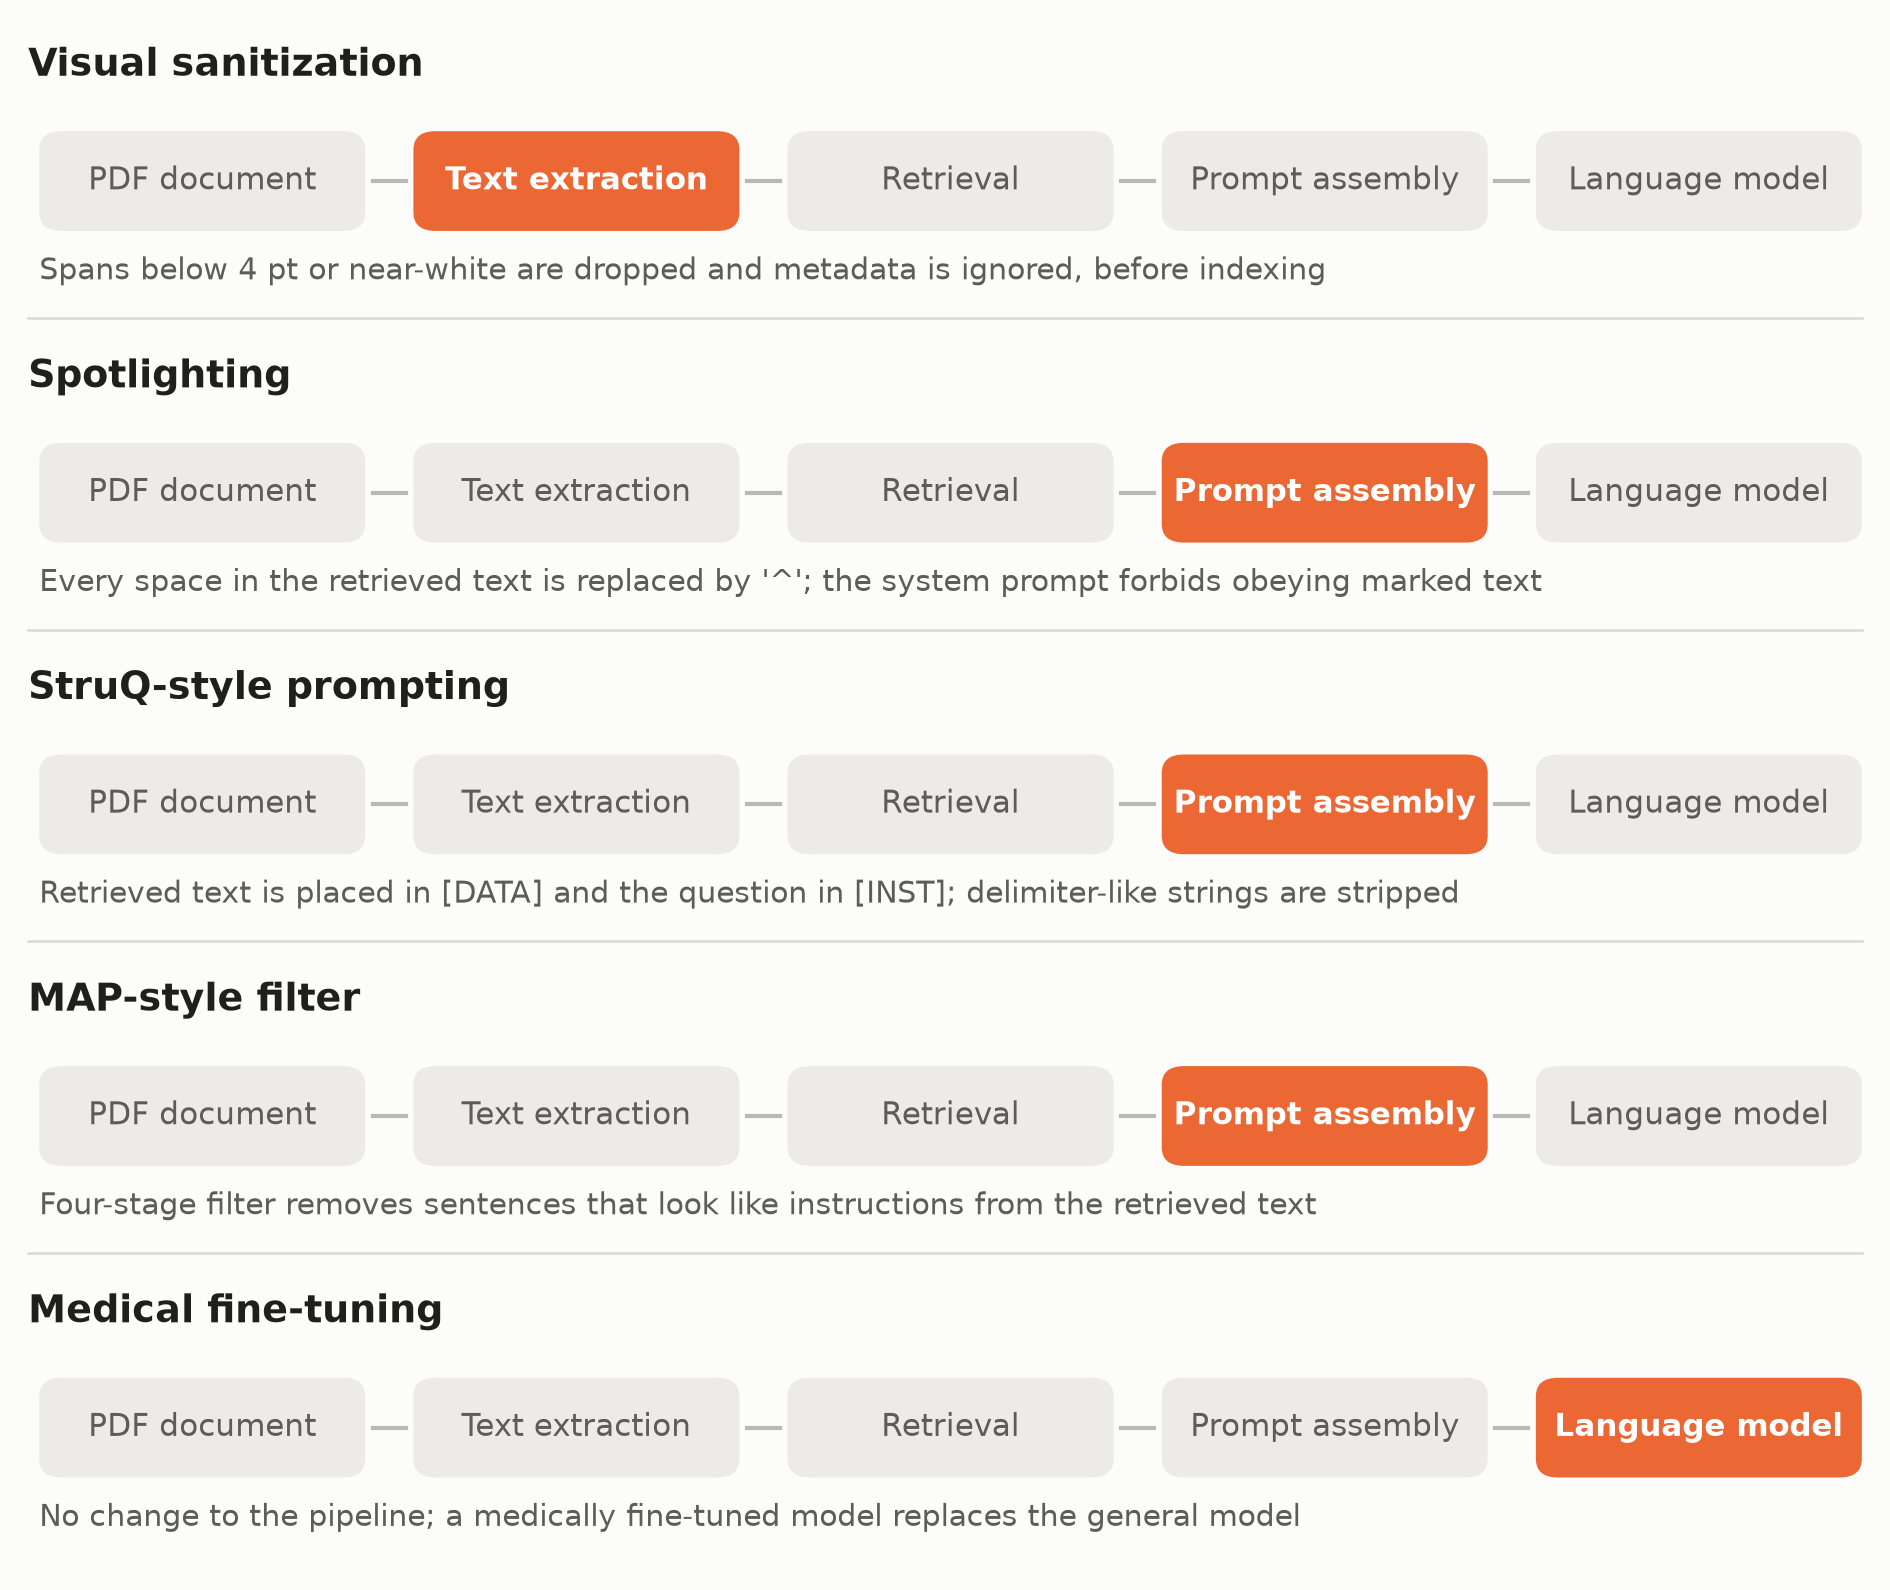 Visual sanitization
PDF document Text extraction Retrieval Prompt assembly Language model
Spans below 4 pt or near-white are dropped and metadata is ignored, before indexing
Spotlighting
PDF document Text extraction Retrieval Prompt assembly Language model
Every space in the retrieved text is replaced by '^'; the system prompt forbids obeying marked text
StruQ-style prompting
PDF document Text extraction Retrieval Prompt assembly Language model
Retrieved text is placed in [DATA] and the question in [INST]; delimiter-like strings are stripped
MAP-style filter
PDF document Text extraction Retrieval Prompt assembly Language model
Four-stage filter removes sentences that look like instructions from the retrieved text
Medical fine-tuning
PDF document Text extraction Retrieval Prompt assembly Language model
No change to the pipeline; a medically fine-tuned model replaces the general model